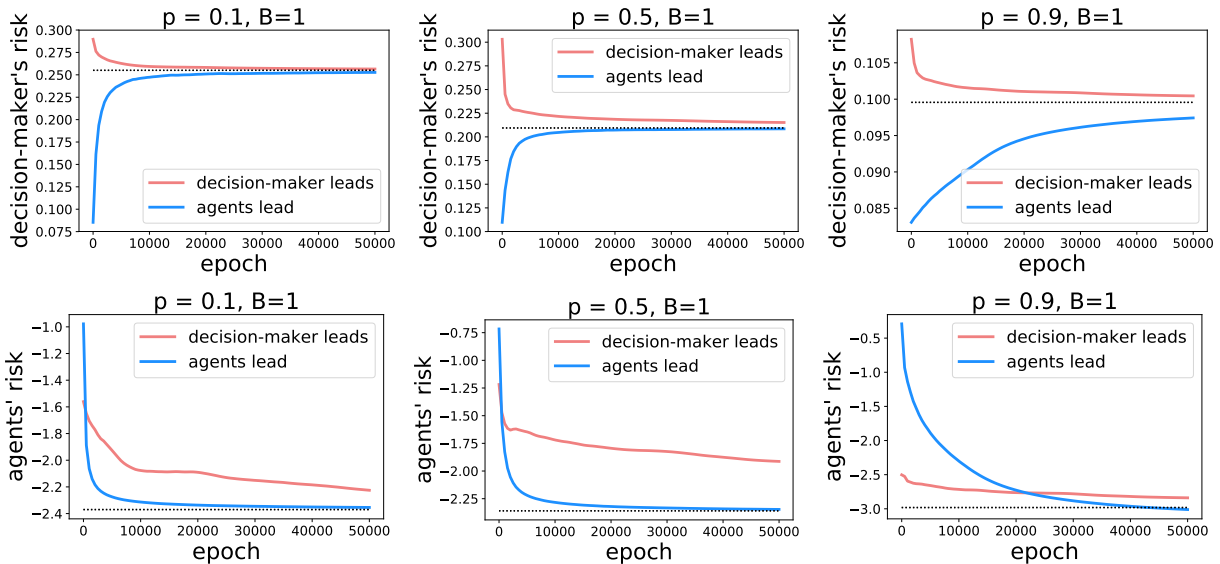 p = 0.1, B=1
decision-maker's risk
0.300
0.275
0.250
0.225
0.200
0.175
0.150
0.125
0.100
0.075
decision-maker leads
agents lead
0 10000 20000 30000 40000 50000
epoch
p = 0.5, B=1
decision-maker's risk
0.300
0.275
0.250
0.225
0.200
0.175
0.150
0.125
0.100
decision-maker leads
agents lead
0 10000 20000 30000 40000 50000
epoch
p = 0.9, B=1
decision-maker's risk
0.105
0.100
0.095
0.090
0.085
decision-maker leads
agents lead
0 10000 20000 30000 40000 50000
epoch
p = 0.1, B=1
agents' risk
−1.0
−1.2
−1.4
−1.6
−1.8
−2.0
−2.2
−2.4
decision-maker leads
agents lead
0 10000 20000 30000 40000 50000
epoch
p = 0.5, B=1
agents' risk
−0.75
−1.00
−1.25
−1.50
−1.75
−2.00
−2.25
decision-maker leads
agents lead
0 10000 20000 30000 40000 50000
epoch
p = 0.9, B=1
agents' risk
−0.5
−1.0
−1.5
−2.0
−2.5
−3.0
decision-maker leads
agents lead
0 10000 20000 30000 40000 50000
epoch